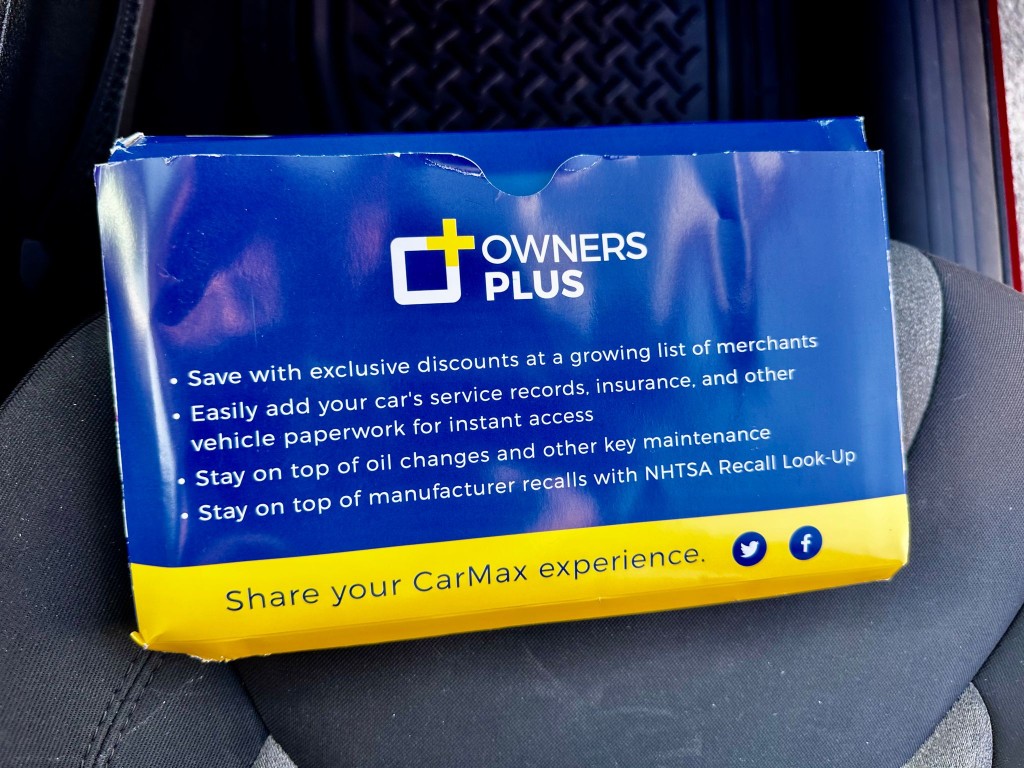 OWNERS
PLUS
• Save with exclusive discounts at a growing list of merchants
• Easily add your car's service records, insurance, and other
vehicle paperwork for instant access
• Stay on top of oil changes and other key maintenance
• Stay on top of manufacturer recalls with NHTSA Recall Look-Up
Share your CarMax experience.